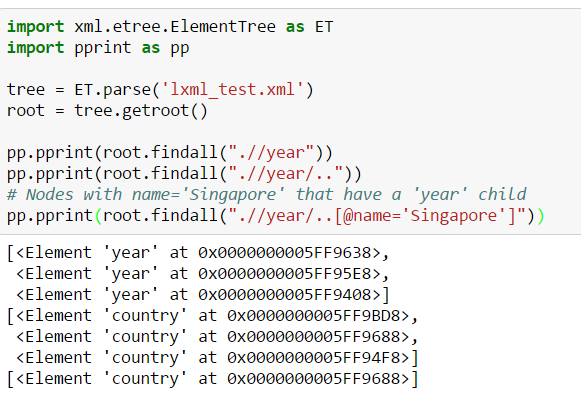 import xml.etree.ElementTree as ET
import pprint as pp
tree = ET.parse('lxml_test.xml')
root = tree.getroot()
pp.pprint(root.findall(".//year"))
pp.pprint(root.findall(".//year/.."))
# Nodes with name='Singapore' that have a 'year' child
pp.pprint(root.findall(".//year/..[@name='Singapore']"))
[<Element 'year' at 0x0000000005FF9638>,
 <Element 'year' at 0x0000000005FF95E8>,
 <Element 'year' at 0x0000000005FF9408>]
[<Element 'country' at 0x0000000005FF9BD8>,
 <Element 'country' at 0x0000000005FF9688>,
 <Element 'country' at 0x0000000005FF94F8>]
[<Element 'country' at 0x0000000005FF9688>]